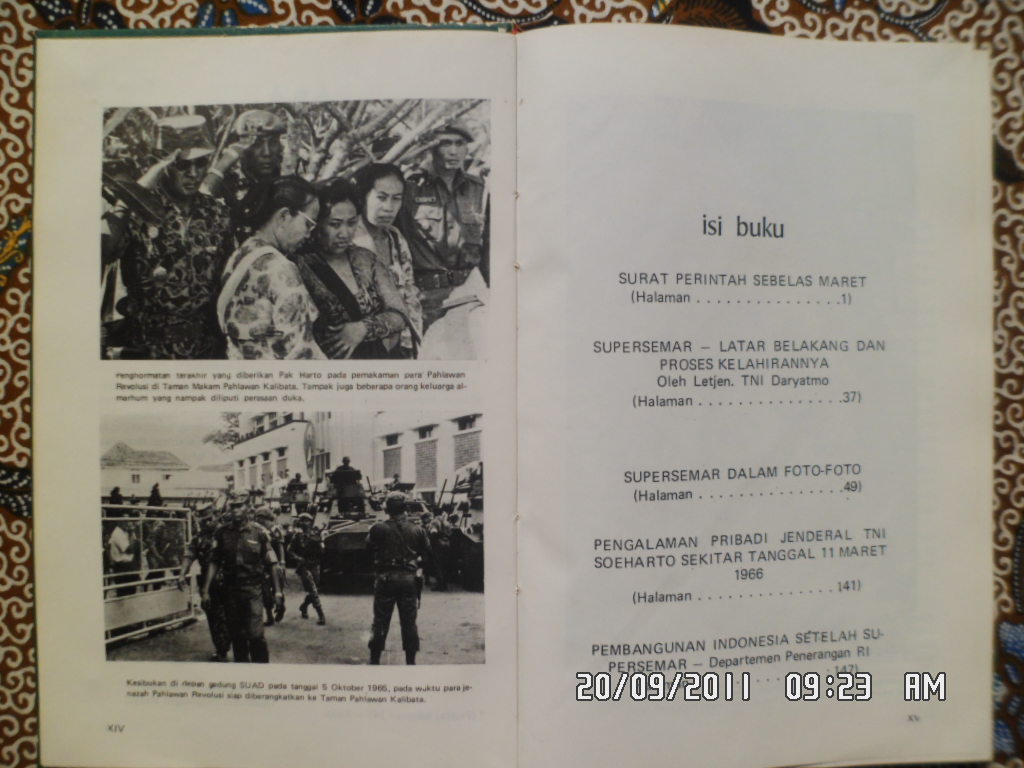 Penghormatan terakhir yang diberikan Pak Harto pada pemakaman para Pahlawan
Revolusi di Taman Makam Pahlawan Kalibata. Tampak juga beberapa orang keluarga al-
marhum yang nampak diliputi perasaan duka.
Kesibukan di depan gedung SUAD pada tanggal 5 Oktober 1965, pada waktu para je-
nazah Pahlawan Revolusi siap diberangkatkan ke Taman Pahlawan Kalibata.
XIV
isi buku
SURAT PERINTAH SEBELAS MARET
(Halaman . . . . . . . . . . . . . . .1)
SUPERSEMAR – LATAR BELAKANG DAN
PROSES KELAHIRANNYA
Oleh Letjen. TNI Daryatmo
(Halaman . . . . . . . . . . . . . . .37)
SUPERSEMAR DALAM FOTO-FOTO
(Halaman . . . . . . . . . . . . . . .49)
PENGALAMAN PRIBADI JENDERAL TNI
SOEHARTO SEKITAR TANGGAL 11 MARET
1966
(Halaman . . . . . . . . . . . . . . 141)
PEMBANGUNAN INDONESIA SETELAH SU-
PERSEMAR – Departemen Penerangan RI
147)
20/09/2011 09:23 AM
XV